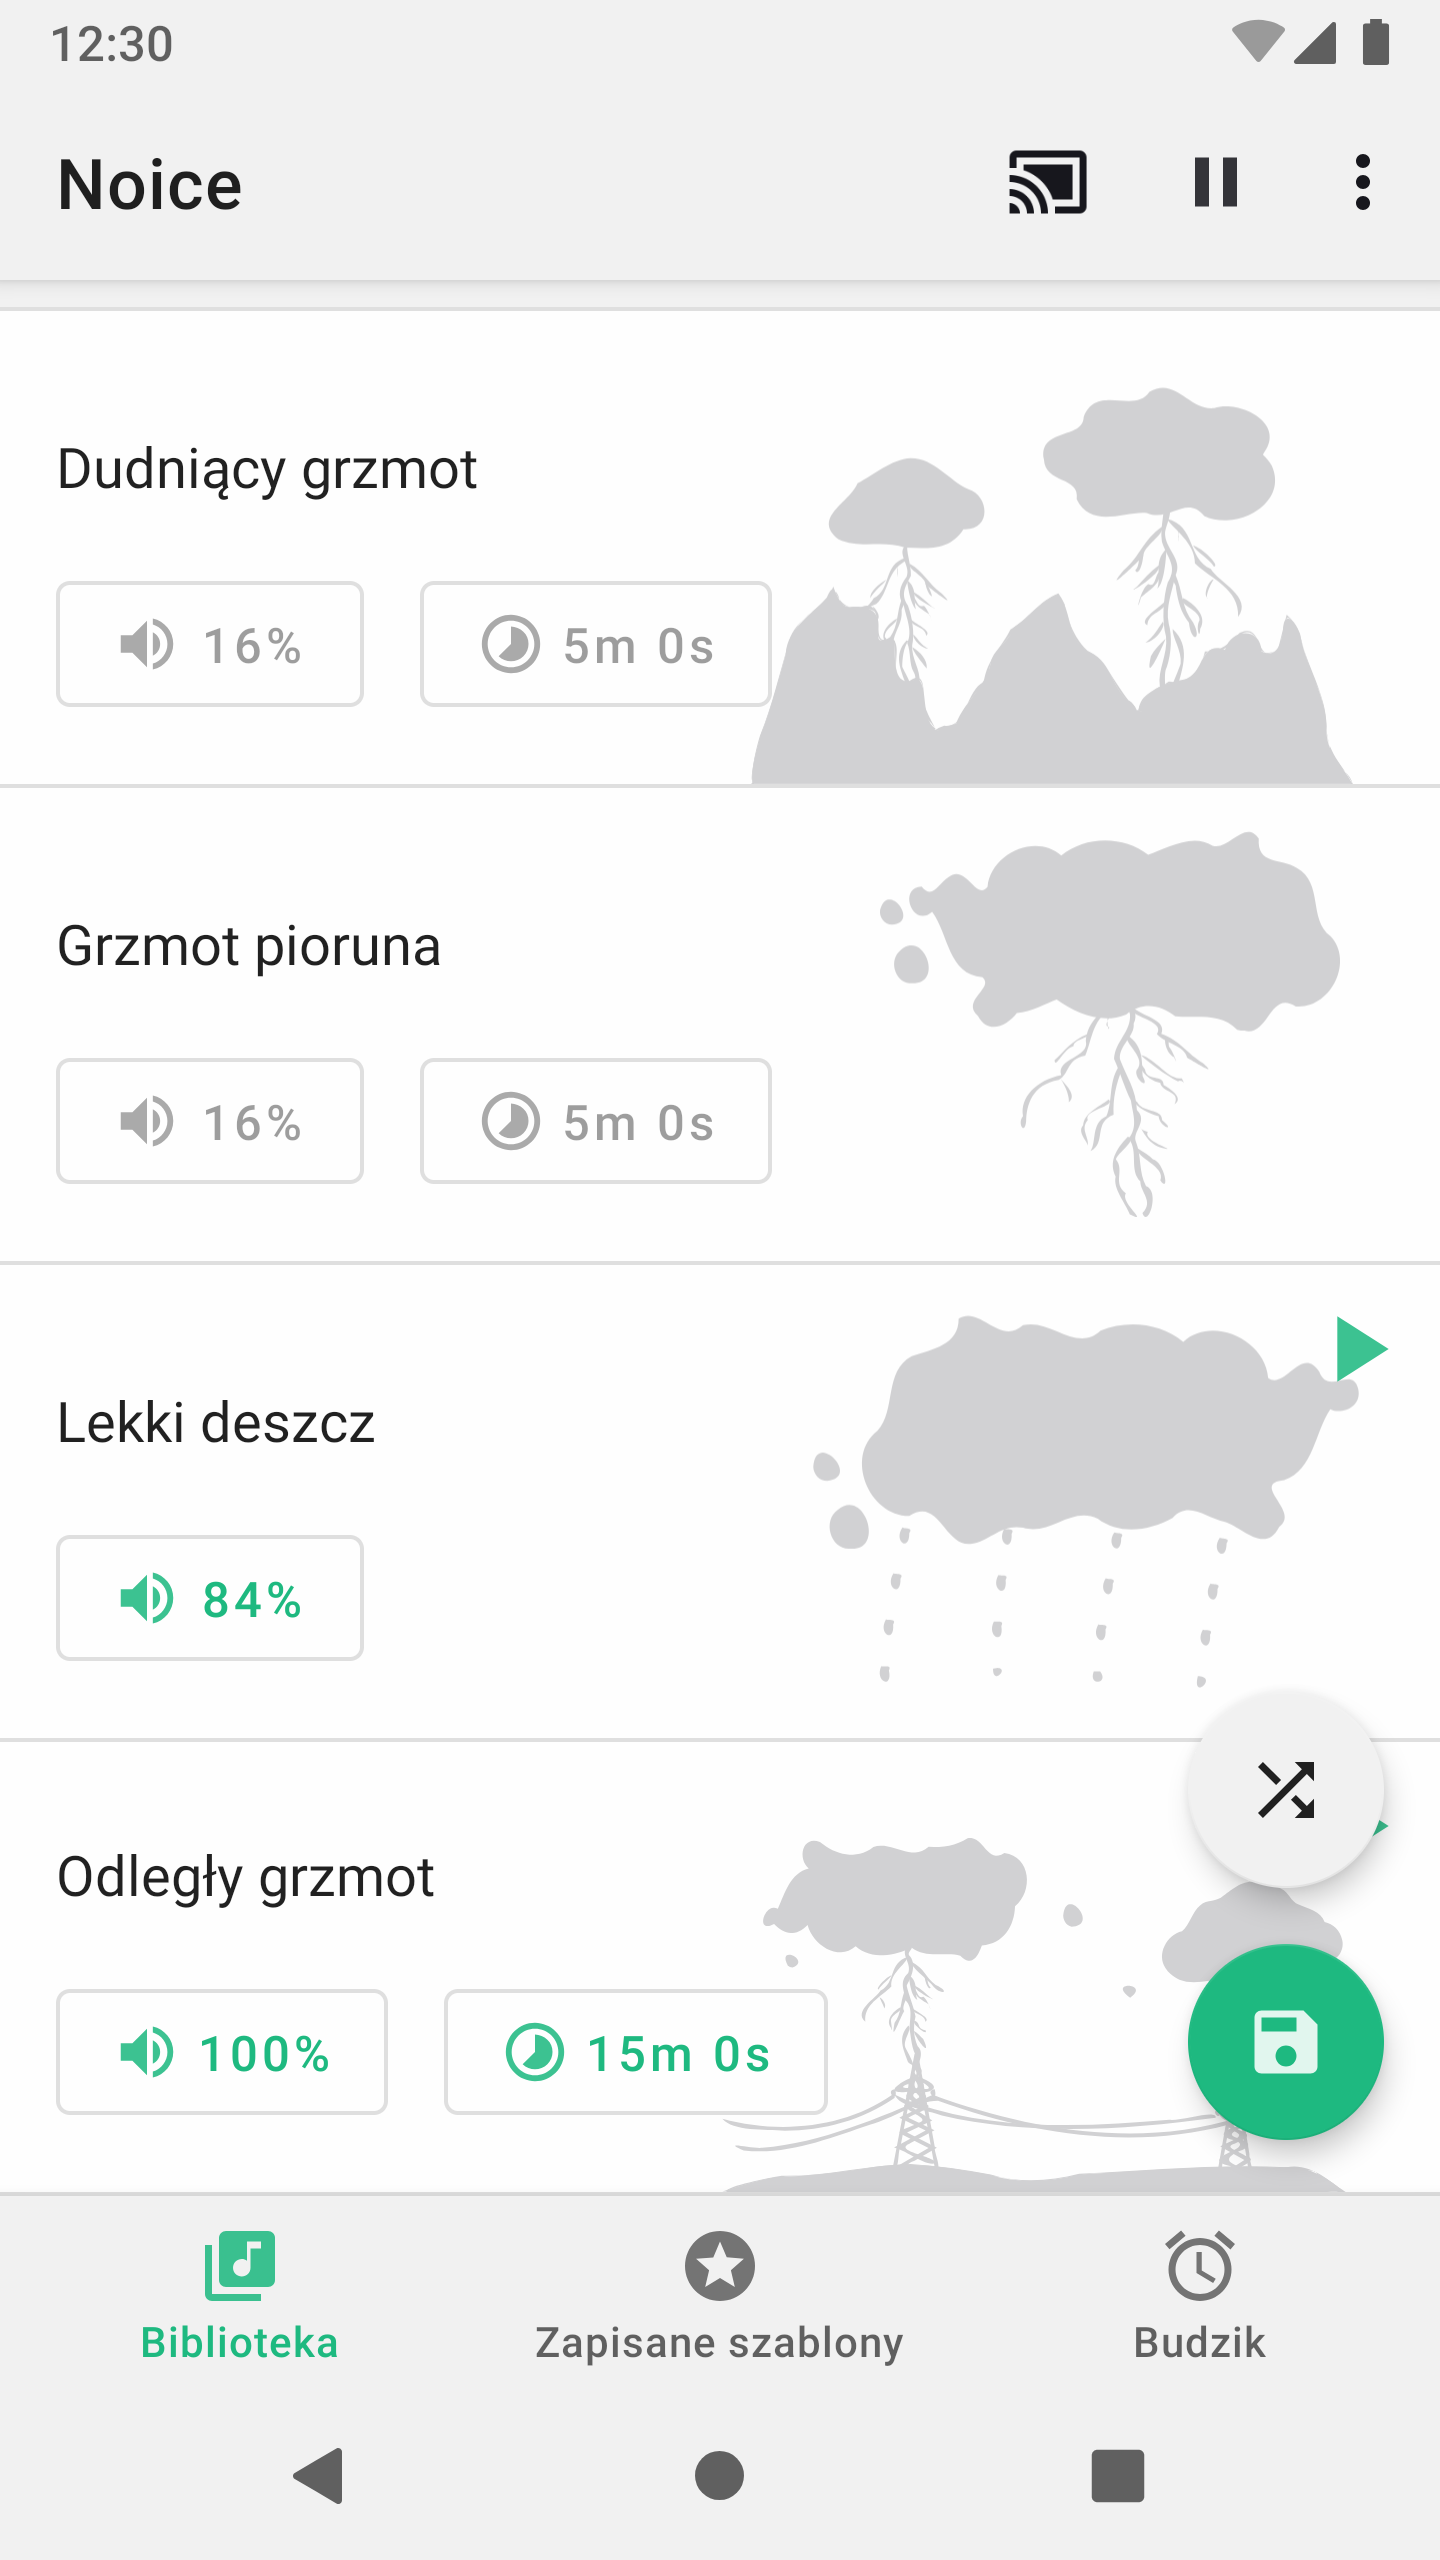 12:30
Noice
Dudniący grzmot
16%
5m 0s
Grzmot pioruna
16%
5m 0s
Lekki deszcz
84%
Odległy grzmot
100%
15m 0s
Biblioteka
Zapisane szablony
Budzik